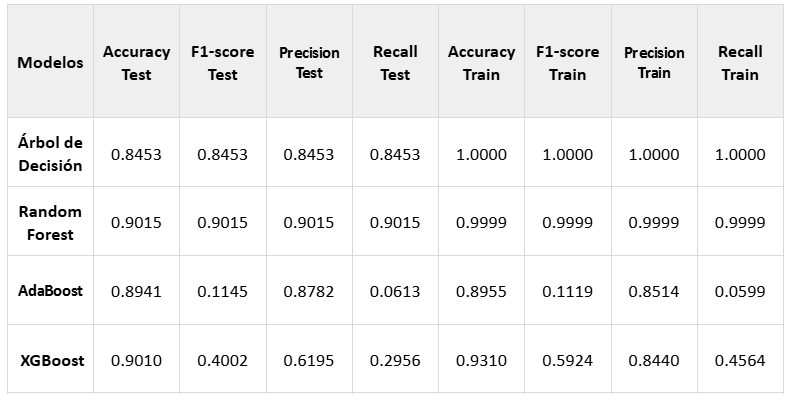 Modelos Accuracy Test F1-score Test Precision Test Recall Test Accuracy Train F1-score Train Precision Train Recall Train
Árbol de Decisión 0.8453 0.8453 0.8453 0.8453 1.0000 1.0000 1.0000 1.0000
Random Forest 0.9015 0.9015 0.9015 0.9015 0.9999 0.9999 0.9999 0.9999
AdaBoost 0.8941 0.1145 0.8782 0.0613 0.8955 0.1119 0.8514 0.0599
XGBoost 0.9010 0.4002 0.6195 0.2956 0.9310 0.5924 0.8440 0.4564